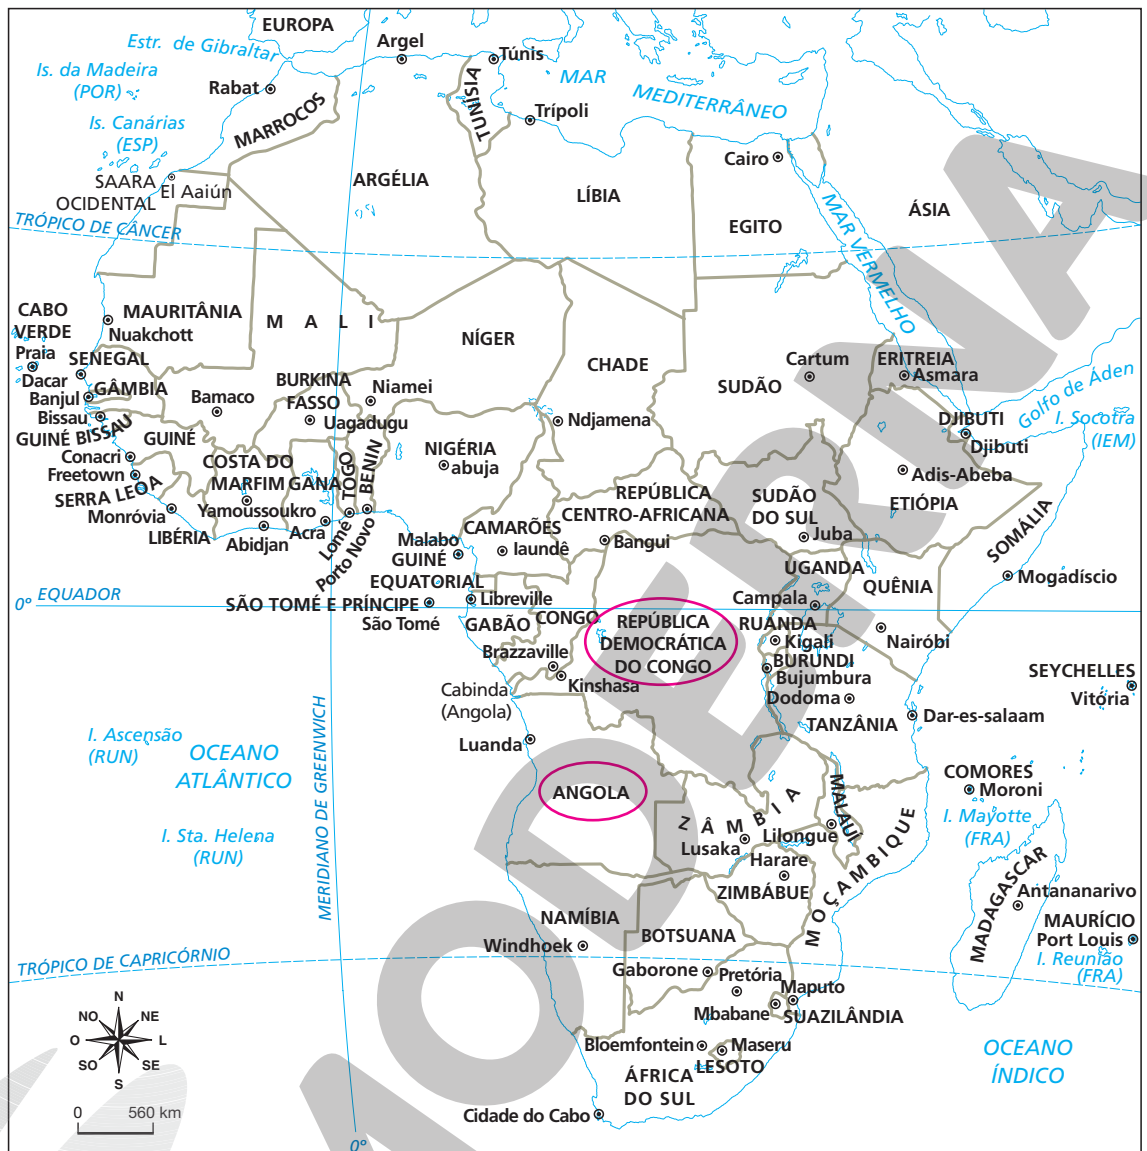 EUROPA
Estr. de Gibraltar
Argel
Túnis
Is. da Madeira
(POR)
Rabat
MAR
MEDITERRÂNEO
TUNISIA
MARROCOS
Trípoli
Is. Canárias
(ESP)
Cairo
SAARA
OCIDENTAL
El Aaiún
ARGÉLIA
LÍBIA
EGITO
ÁSIA
MAR VERMELHO
TRÓPICO DE CÂNCER
CABO
VERDE
Praia
MAURITÂNIA
Nuakchott
MALI
NÍGER
CHADE
SUDÃO
Cartum
ERITREIA
Asmara
Golfo de Áden
I. Socotra
(IEM)
SENEGAL
Dacar
GÂMBIA
Banjul
Bissau
GUINÉ BISSAU
Bamaco
BURKINA
FASSO
Uagadugu
Niamei
Ndjamena
DJIBUTI
Djibuti
GUINÉ
Conacri
Freetown
SERRA LEOA
Monróvia
LIBÉRIA
COSTA DO
MARFIM
Yamoussoukro
Abidjan
GANA
Acra
TOGO
Lomé
BENIN
Porto Novo
NIGÉRIA
abuja
Adis-Abeba
ETIÓPIA
REPÚBLICA
CENTRO-AFRICANA
Bangui
SUDÃO
DO SUL
Juba
SOMÁLIA
Mogadíscio
CAMARÕES
Iaundê
Malabo
GUINÉ
EQUATORIAL
UGANDA
Campala
QUÊNIA
Nairóbi
0°
EQUADOR
SÃO TOMÉ E PRÍNCIPE
São Tomé
Libreville
GABÃO
CONGO
Brazzaville
REPÚBLICA
DEMOCRÁTICA
DO CONGO
Kinshasa
RUANDA
Kigali
BURUNDI
Bujumbura
Dodoma
TANZÂNIA
Dar-es-salaam
SEYCHELLES
Vitória
Cabinda
(Angola)
Luanda
I. Ascensão
(RUN)
OCEANO
ATLÂNTICO
MERIDIANO DE GREENWICH
I. Sta. Helena
(RUN)
ANGOLA
ZÂMBIA
Lusaka
MALAUÍ
Lilongue
COMORES
Moroni
I. Mayotte
(FRA)
Harare
ZIMBÁBUE
MOÇAMBIQUE
MADAGASCAR
Antananarivo
MAURÍCIO
Port Louis
I. Reunião
(FRA)
NAMÍBIA
Windhoek
BOTSUANA
Gaborone
TRÓPICO DE CAPRICÓRNIO
Pretória
Maputo
Mbabane
SUAZILÂNDIA
Bloemfontein
Maseru
LESOTO
ÁFRICA
DO SUL
Cidade do Cabo
OCEANO
ÍNDICO
N
NO
NE
O
L
SO
SE
S
0
560 km
0°
MODERNA